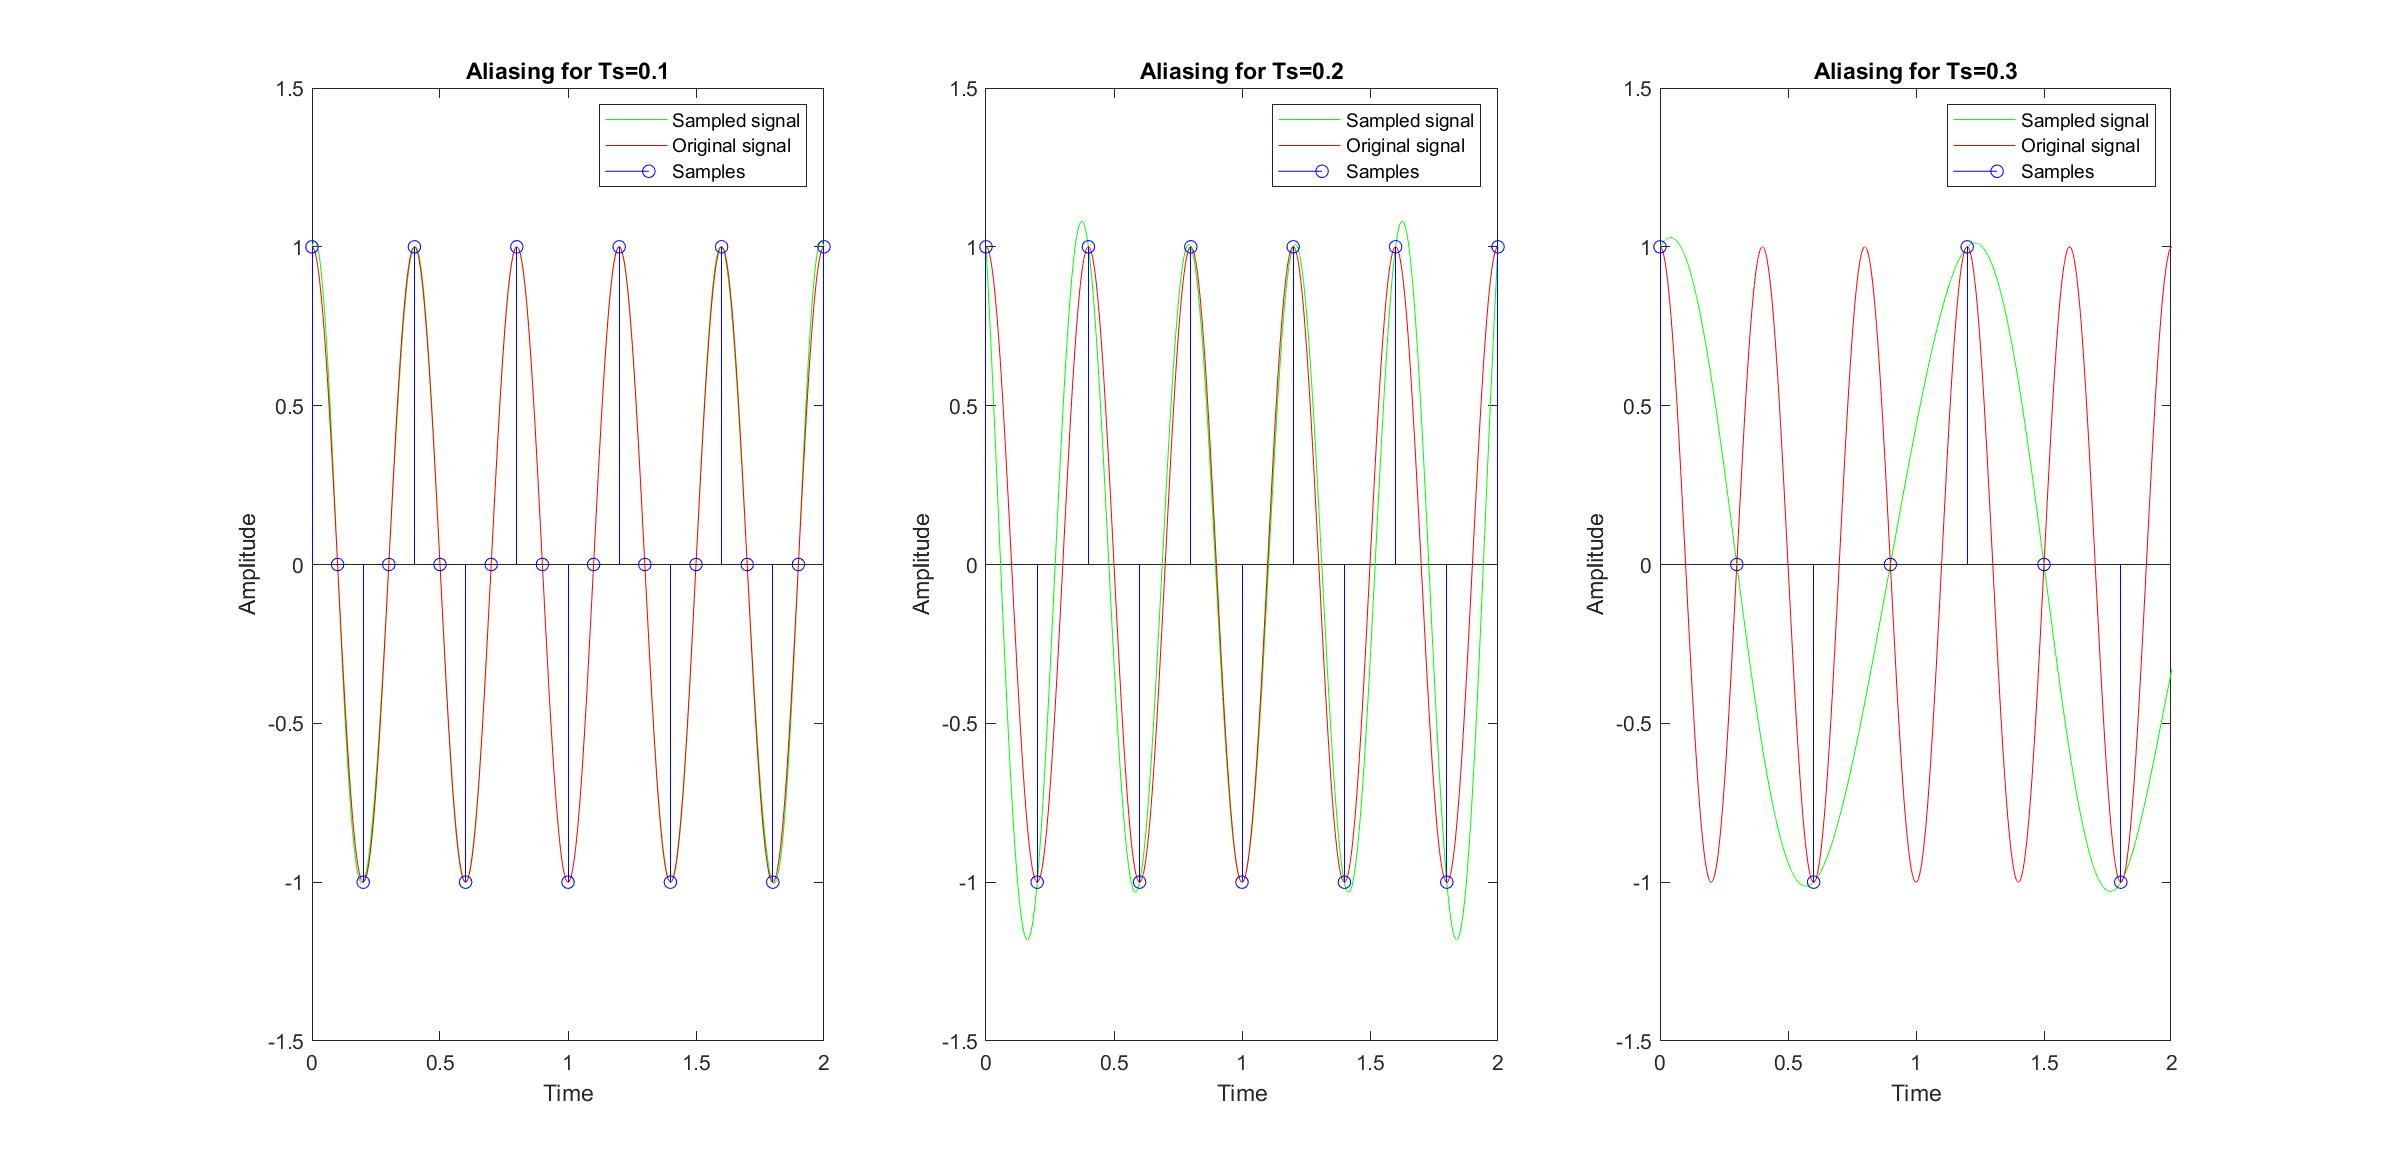 Aliasing for Ts=0.1
1.5
1
0.5
0
-0.5
-1
-1.5
0 0.5 1 1.5 2
Amplitude
Time
Sampled signal
Original signal
Samples
Aliasing for Ts=0.2
1.5
1
0.5
0
-0.5
-1
-1.5
0 0.5 1 1.5 2
Amplitude
Time
Sampled signal
Original signal
Samples
Aliasing for Ts=0.3
1.5
1
0.5
0
-0.5
-1
-1.5
0 0.5 1 1.5 2
Amplitude
Time
Sampled signal
Original signal
Samples